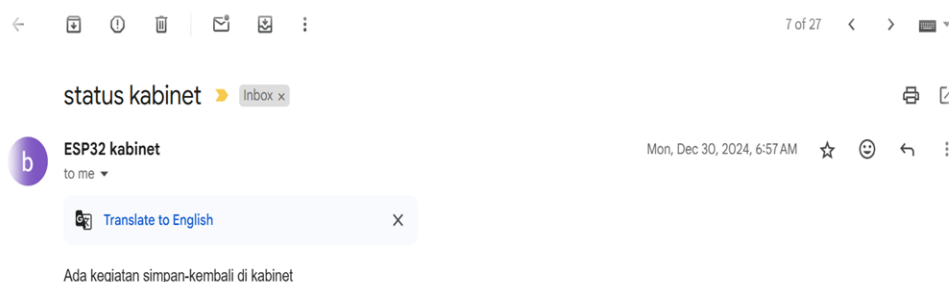 7 of 27
status kabinet Inbox x
ESP32 kabinet
Mon, Dec 30, 2024, 6:57 AM
b
to me
Translate to English
Ada kegiatan simpan-kembali di kabinet